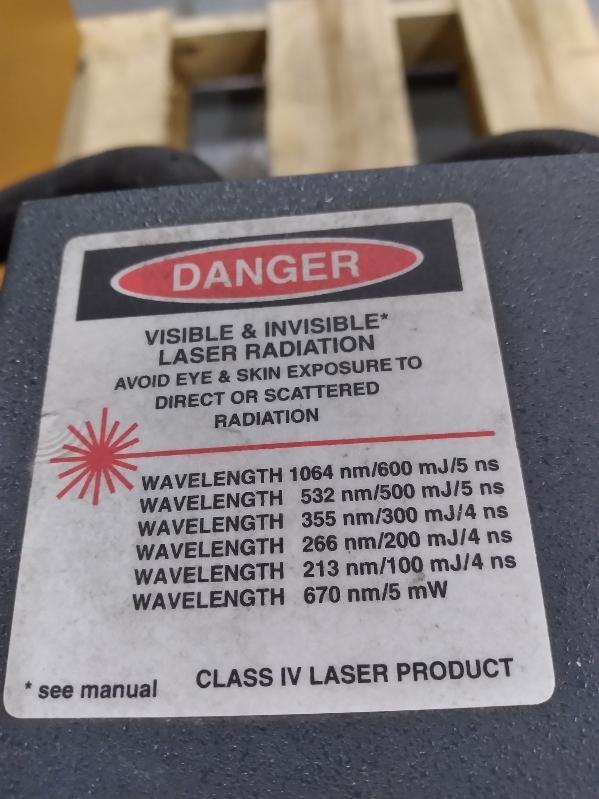 DANGER
VISIBLE & INVISIBLE*
LASER RADIATION
AVOID EYE & SKIN EXPOSURE TO
DIRECT OR SCATTERED
RADIATION
WAVELENGTH 1064 nm/600 mJ/5 ns
WAVELENGTH 532 nm/500 mJ/5 ns
WAVELENGTH 355 nm/300 mJ/4 ns
WAVELENGTH 266 nm/200 mJ/4 ns
WAVELENGTH 213 nm/100 mJ/4 ns
WAVELENGTH 670 nm/5 mW
* see manual CLASS IV LASER PRODUCT